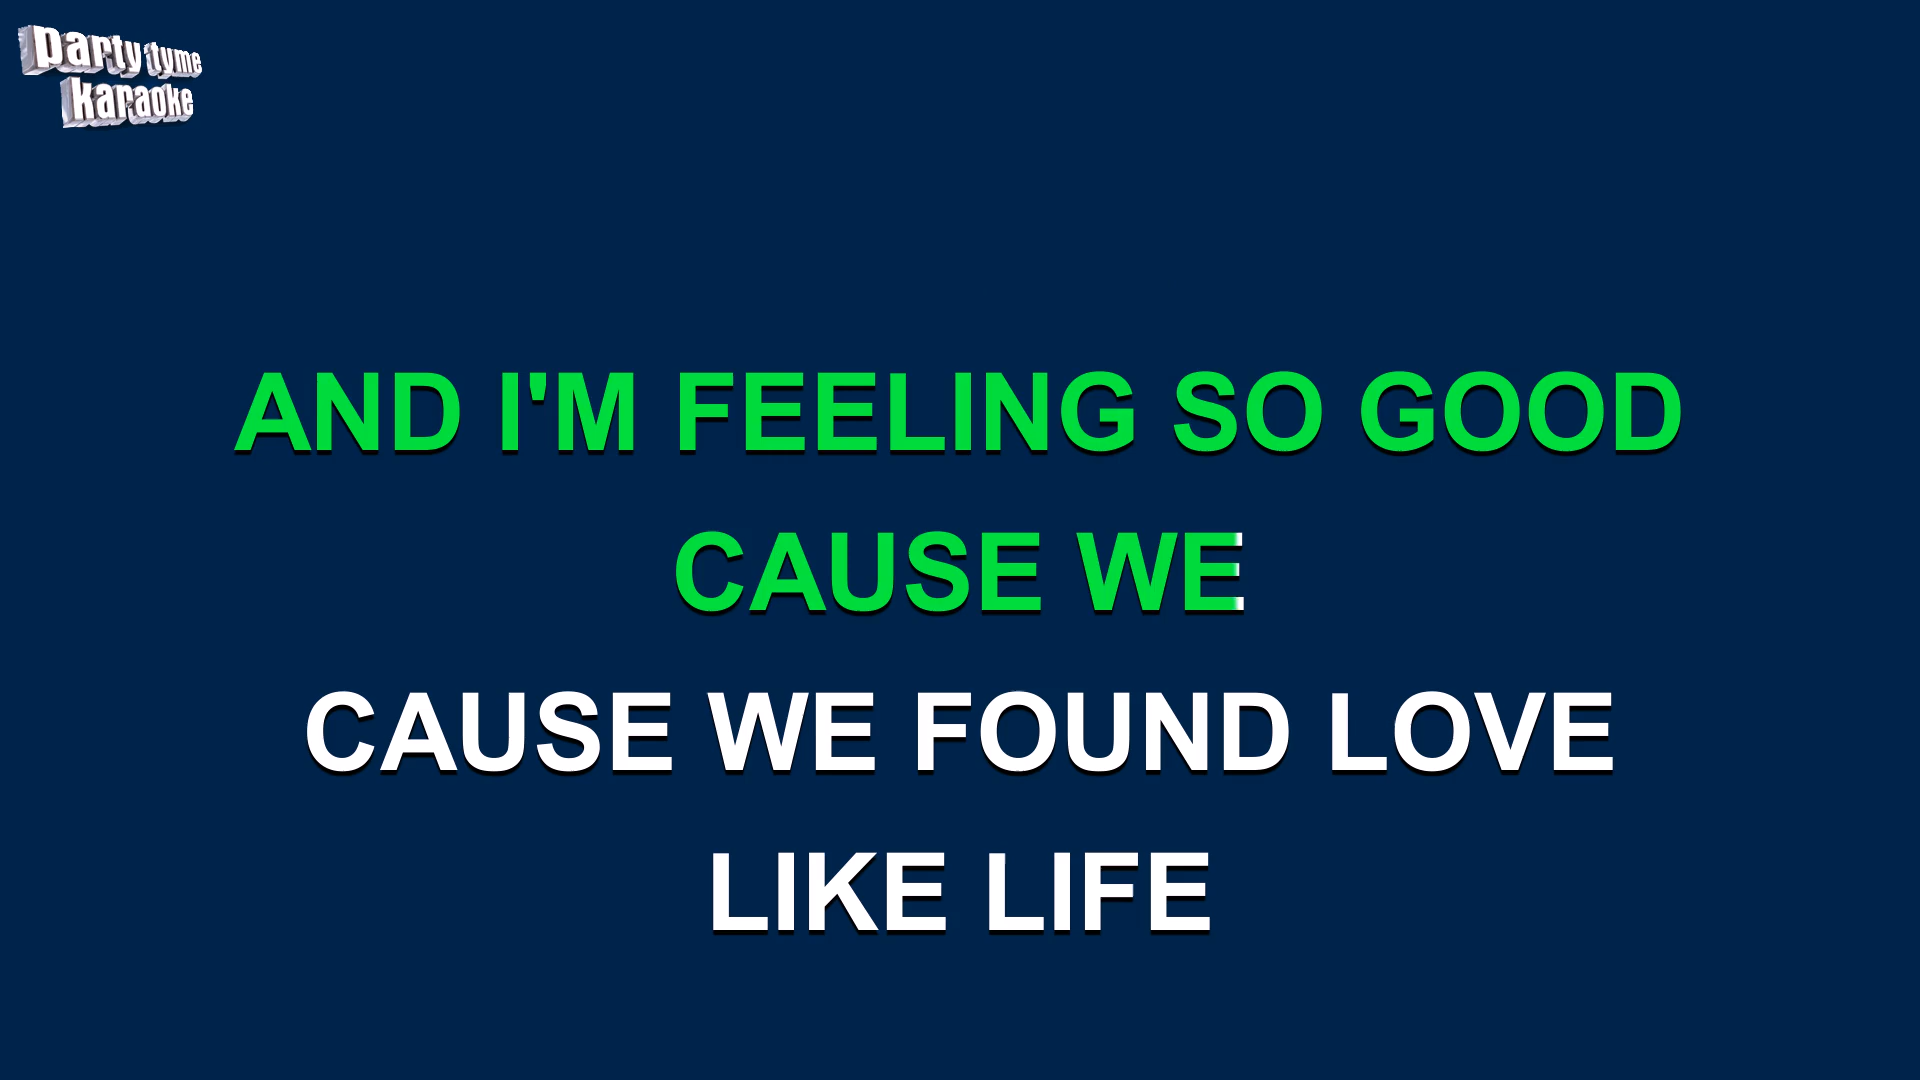 party tyme
karaoke
AND I'M FEELING SO GOOD
CAUSE WE
CAUSE WE FOUND LOVE
LIKE LIFE